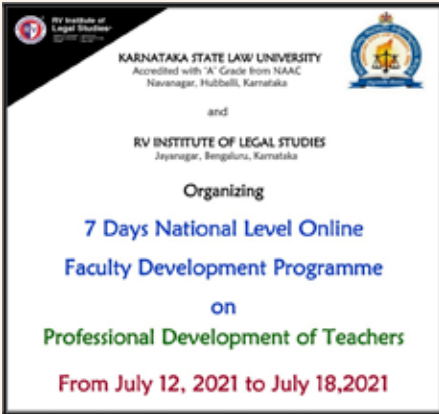 RV Institute of
Legal Studies
KARNATAKA STATE LAW UNIVERSITY
Accredited with 'A' Grade from NAAC
Navanagar, Hubballi, Karnataka
and
RV INSTITUTE OF LEGAL STUDIES
Jayanagar, Bengaluru, Karnataka
Organizing
7 Days National Level Online
Faculty Development Programme
on
Professional Development of Teachers
From July 12, 2021 to July 18,2021